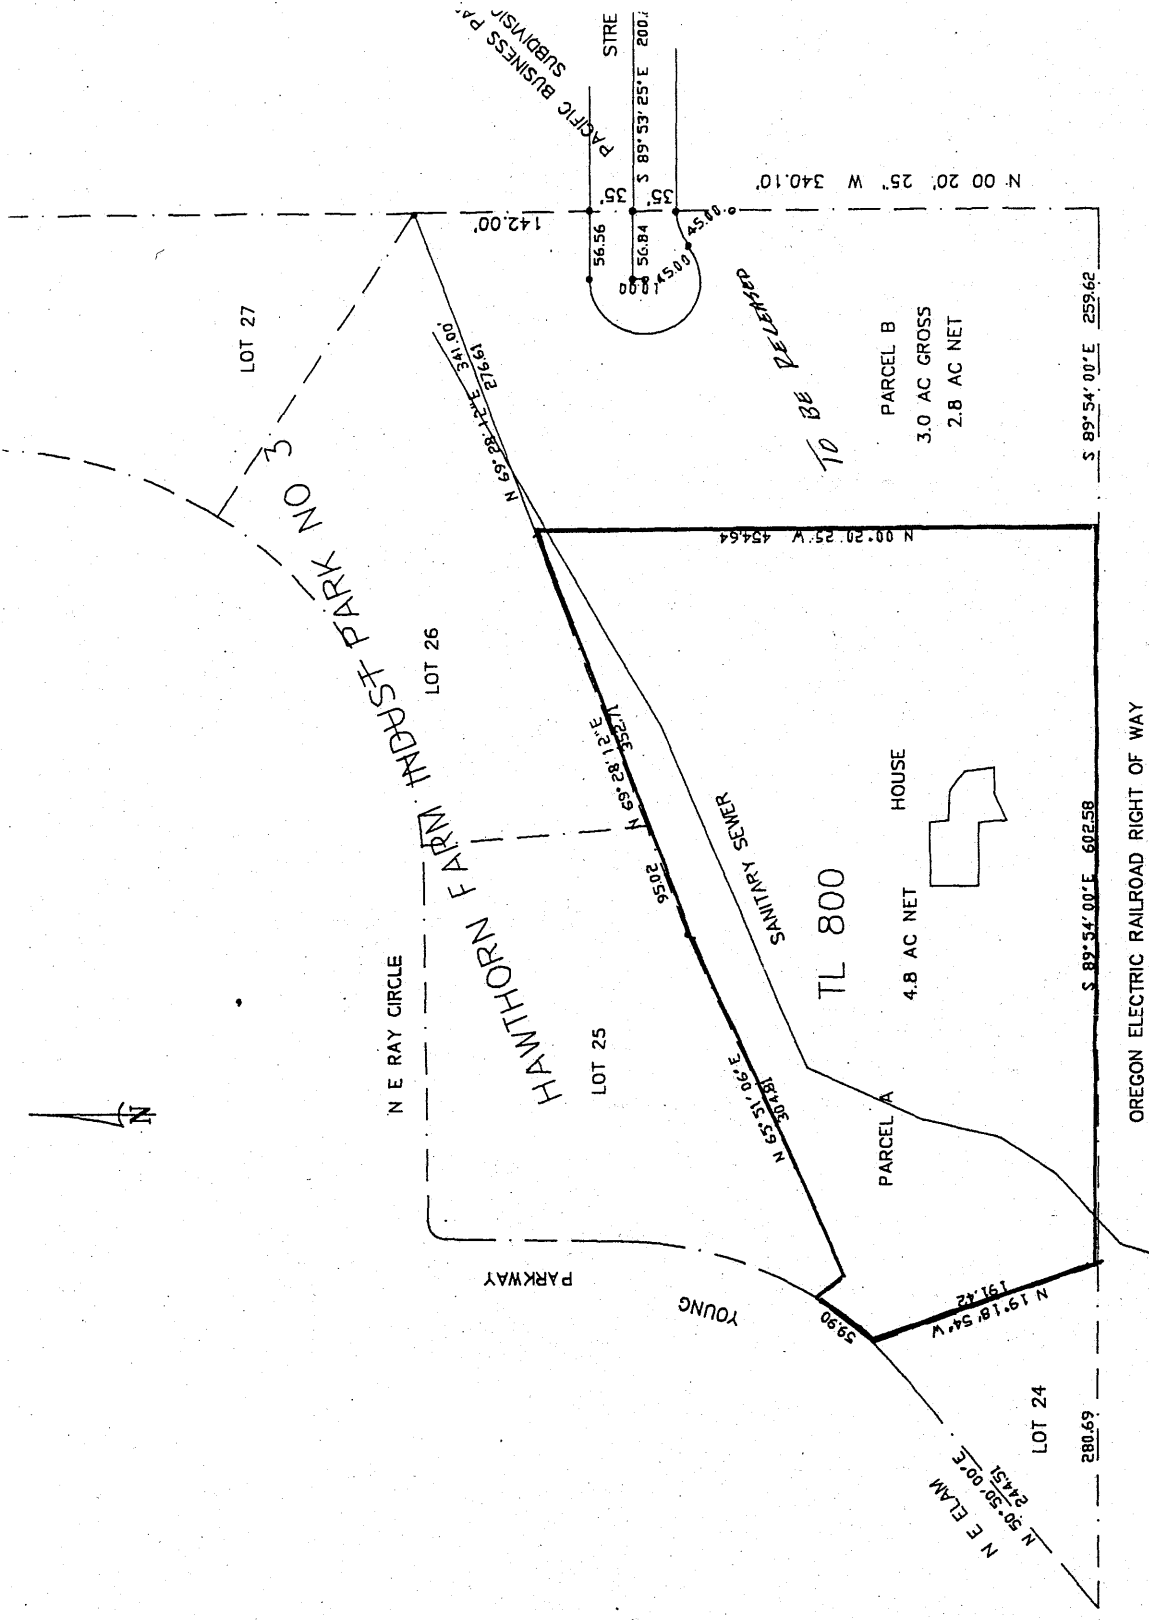 PACIFIC BUSINESS
STRE
S 89°53'25"E
142.00'
35'
35'
56.56
56.84
10.00
45.00
45.00
N 00°20'25" W 340.10'
LOT 27
N 69°28'12"E 341.00'
276.61
TO BE RELEASED
PARCEL B
3.0 AC GROSS
2.8 AC NET
S 89°54'00"E 259.62
HAWTHORN FARM INDUST PARK NO 3
LOT 26
N 69°28'12"E
352.71
95.02
N 00°20'25" W 454.64
N E RAY CIRCLE
LOT 25
N 65°51'06"E
304.81
SANITARY SEWER
TL 800
4.8 AC NET
HOUSE
PARCEL A
S 89°54'00"E 602.58
OREGON ELECTRIC RAILROAD RIGHT OF WAY
N E ELAM
YOUNG
PARKWAY
59.90
N 19°18'54"W
191.42
LOT 24
N 50°50'00"E
244.51
280.69
N